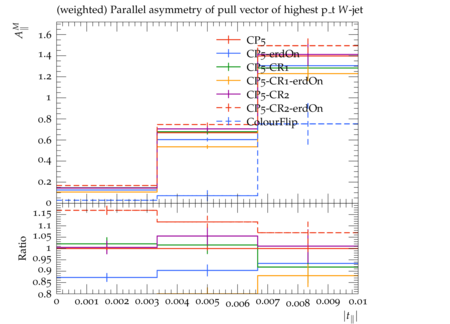 (weighted) Parallel asymmetry of pull vector of highest p_t W-jet
A^M_∥
1.6
1.4
1.2
1
0.8
0.6
0.4
0.2
0
CP5
CP5-erdOn
CP5-CR1
CP5-CR1-erdOn
CP5-CR2
CP5-CR2-erdOn
ColourFlip
Ratio
1.15
1.1
1.05
1.0
0.95
0.9
0.85
0.8
0 0.001 0.002 0.003 0.004 0.005 0.006 0.007 0.008 0.009 0.01
|t_∥|